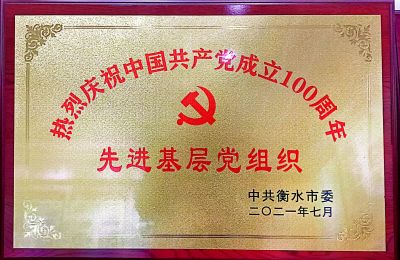 热烈庆祝中国共产党成立100周年
先进基层党组织
中共衡水市委
二〇二一年七月